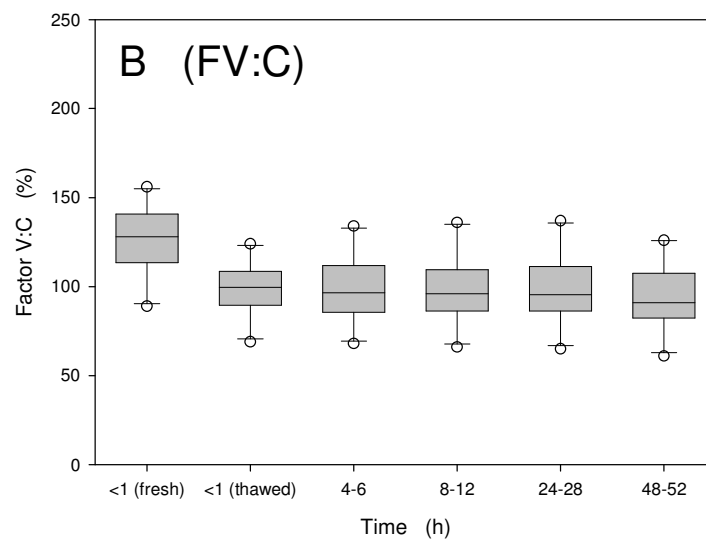 B (FV:C)
250
200
150
100
50
0
Factor V:C (%)
<1 (fresh) <1 (thawed) 4-6 8-12 24-28 48-52
Time (h)